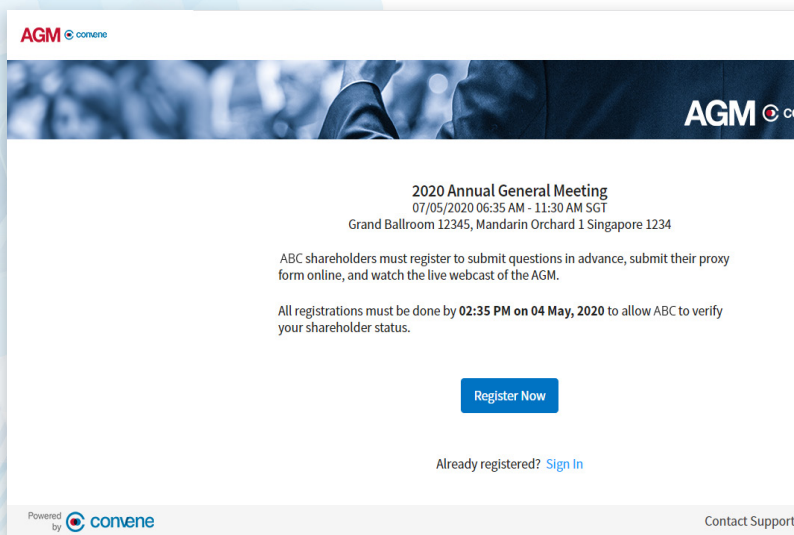 AGM convene
AGM co
2020 Annual General Meeting
07/05/2020 06:35 AM - 11:30 AM SGT
Grand Ballroom 12345, Mandarin Orchard 1 Singapore 1234
ABC shareholders must register to submit questions in advance, submit their proxy
form online, and watch the live webcast of the AGM.
All registrations must be done by 02:35 PM on 04 May, 2020 to allow ABC to verify
your shareholder status.
Register Now
Already registered? Sign In
Powered
by convene
Contact Support